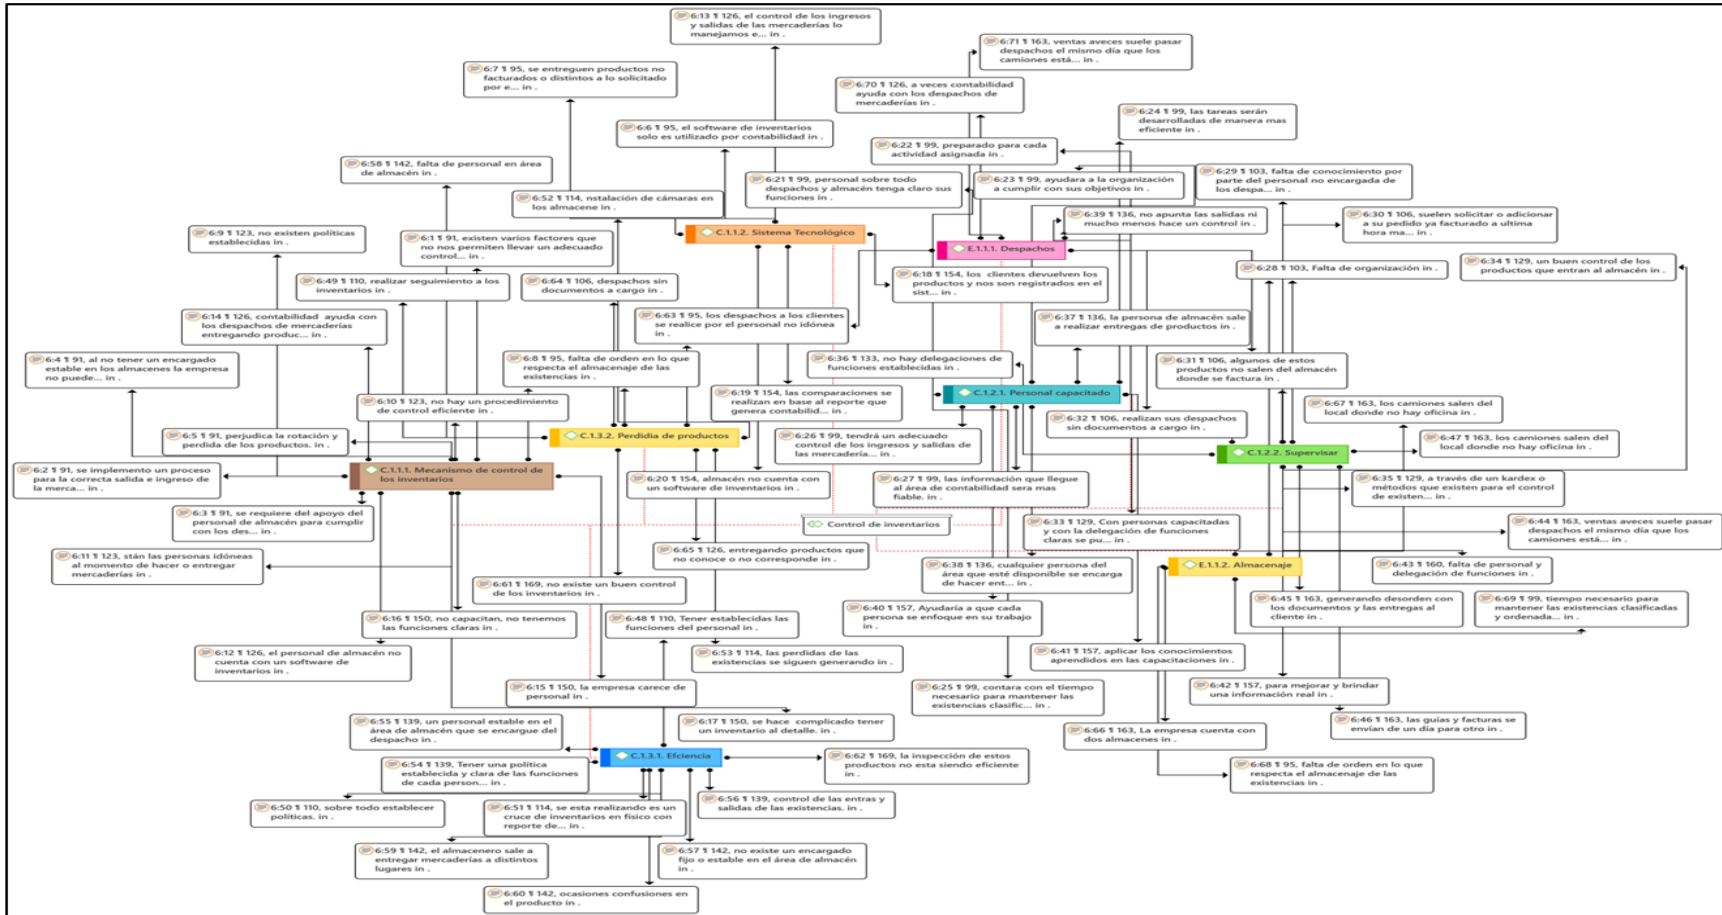 6:13 ¶ 126, el control de los ingresos
y salidas de las mercaderías lo
manejamos e... in .
6:71 ¶ 163, ventas aveces suele pasar
despachos el mismo día que los
camiones está... in .
6:7 ¶ 95, se entreguen productos no
facturados o distintos a lo solicitado
por e... in .
6:70 ¶ 126, a veces contabilidad
ayuda con los despachos de
mercaderías in .
6:24 ¶ 99, las tareas serán
desarrolladas de manera mas
eficiente in .
6:6 ¶ 95, el software de inventarios
solo es utilizado por contabilidad in .
6:22 ¶ 99, preparado para cada
actividad asignada in .
6:58 ¶ 142, falta de personal en área
de almacén in .
6:21 ¶ 99, personal sobre todo
despachos y almacén tenga claro sus
funciones in .
6:23 ¶ 99, ayudara a la organización
a cumplir con sus objetivos in .
6:29 ¶ 103, falta de conocimiento por
parte del personal no encargada de
los despa... in .
6:52 ¶ 114, nstalación de cámaras en
los almacene in .
6:39 ¶ 136, no apunta las salidas ni
mucho menos hace un control in .
6:30 ¶ 106, suelen solicitar o adicionar
a su pedido ya facturado a ultima
hora ma... in .
6:9 ¶ 123, no existen políticas
establecidas in .
6:1 ¶ 91, existen varios factores que
no nos permiten llevar un adecuado
control... in .
C.1.1.2. Sistema Tecnológico
E.1.1.1. Despachos
6:34 ¶ 129, un buen control de los
productos que entran al almacén in .
6:28 ¶ 103, Falta de organización in .
6:49 ¶ 110, realizar seguimiento a los
inventarios in .
6:64 ¶ 106, despachos sin
documentos a cargo in .
6:18 ¶ 154, los  clientes devuelven los
productos y nos son registrados en el
sist... in .
6:14 ¶ 126, contabilidad  ayuda con
los despachos de mercaderías
entregando produc... in .
6:63 ¶ 95, los despachos a los clientes
se realice por el personal no idónea
in .
6:37 ¶ 136, la persona de almacén sale
a realizar entregas de productos in .
6:4 ¶ 91, al no tener un encargado
estable en los almacenes la empresa
no puede... in .
6:8 ¶ 95, falta de orden en lo que
respecta el almacenaje de las
existencias in .
6:36 ¶ 133, no hay delegaciones de
funciones establecidas in .
6:31 ¶ 106, algunos de estos
productos no salen del almacén
donde se factura in .
6:10 ¶ 123, no hay un procedimiento
de control eficiente in .
6:19 ¶ 154, las comparaciones se
realizan en base al reporte que
genera contabilid... in .
C.1.2.1. Personal capacitado
6:67 ¶ 163, los camiones salen del
local donde no hay oficina in .
6:32 ¶ 106, realizan sus despachos
sin documentos a cargo in .
6:5 ¶ 91, perjudica la rotación y
perdida de los productos. in .
C.1.3.2. Perdidia de productos
6:26 ¶ 99, tendrá un adecuado
control de los ingresos y salidas de
las mercadería... in .
6:47 ¶ 163, los camiones salen del
local donde no hay oficina in .
C.1.2.2. Supervisar
6:2 ¶ 91, se implemento un proceso
para la correcta salida e ingreso de
la merca... in .
C.1.1.1. Mecanismo de control de
los inventarios
6:20 ¶ 154, almacén no cuenta con
un software de inventarios in .
6:27 ¶ 99, las información que llegue
al área de contabilidad sera mas
fiable. in .
6:35 ¶ 129, a través de un kardex o
métodos que existen para el control
de existen... in .
6:3 ¶ 91, se requiere del apoyo del
personal de almacén para cumplir
con los des... in .
Control de inventarios
6:33 ¶ 129, Con personas capacitadas
y con la delegación de funciones
claras se pu... in .
6:44 ¶ 163, ventas aveces suele pasar
despachos el mismo día que los
camiones está... in .
6:11 ¶ 123, stán las personas idóneas
al momento de hacer o entregar
mercaderías in .
6:65 ¶ 126, entregando productos que
no conoce o no corresponde in .
6:38 ¶ 136, cualquier persona del
área que esté disponible se encarga
de hacer ent... in .
E.1.1.2. Almacenaje
6:43 ¶ 160, falta de personal y
delegación de funciones in .
6:61 ¶ 169, no existe un buen control
de los inventarios in .
6:16 ¶ 150, no capacitan, no tenemos
las funciones claras in .
6:48 ¶ 110, Tener establecidas las
funciones del personal in .
6:40 ¶ 157, Ayudaría a que cada
persona se enfoque en su trabajo
in .
6:45 ¶ 163, generando desorden con
los documentos y las entregas al
cliente in .
6:69 ¶ 99, tiempo necesario para
mantener las existencias clasificadas
y ordenada... in .
6:12 ¶ 126, el personal de almacén no
cuenta con un software de
inventarios in .
6:53 ¶ 114, las perdidas de las
existencias se siguen generando in .
6:41 ¶ 157, aplicar los conocimientos
aprendidos en las capacitaciones in .
6:15 ¶ 150, la empresa carece de
personal in .
6:25 ¶ 99, contara con el tiempo
necesario para mantener las
existencias clasific... in .
6:42 ¶ 157, para mejorar y brindar
una información real in .
6:55 ¶ 139, un personal estable en el
área de almacén que se encargue del
despacho in .
6:17 ¶ 150, se hace  complicado tener
un inventario al detalle. in .
6:46 ¶ 163, las guías y facturas se
envían de un día para otro in .
6:66 ¶ 163, La empresa cuenta con
dos almacenes in .
C.1.3.1. Efciencia
6:62 ¶ 169, la inspección de estos
productos no esta siendo eficiente
in .
6:54 ¶ 139, Tener una política
establecida y clara de las funciones
de cada person... in .
6:68 ¶ 95, falta de orden en lo que
respecta el almacenaje de las
existencias in .
6:50 ¶ 110, sobre todo establecer
políticas. in .
6:51 ¶ 114, se esta realizando es un
cruce de inventarios en físico con
reporte de... in .
6:56 ¶ 139, control de las entras y
salidas de las existencias. in .
6:59 ¶ 142, el almacenero sale a
entregar mercaderías a distintos
lugares in .
6:57 ¶ 142, no existe un encargado
fijo o estable en el área de almacén
in .
6:60 ¶ 142, ocasiones confusiones en
el producto in .